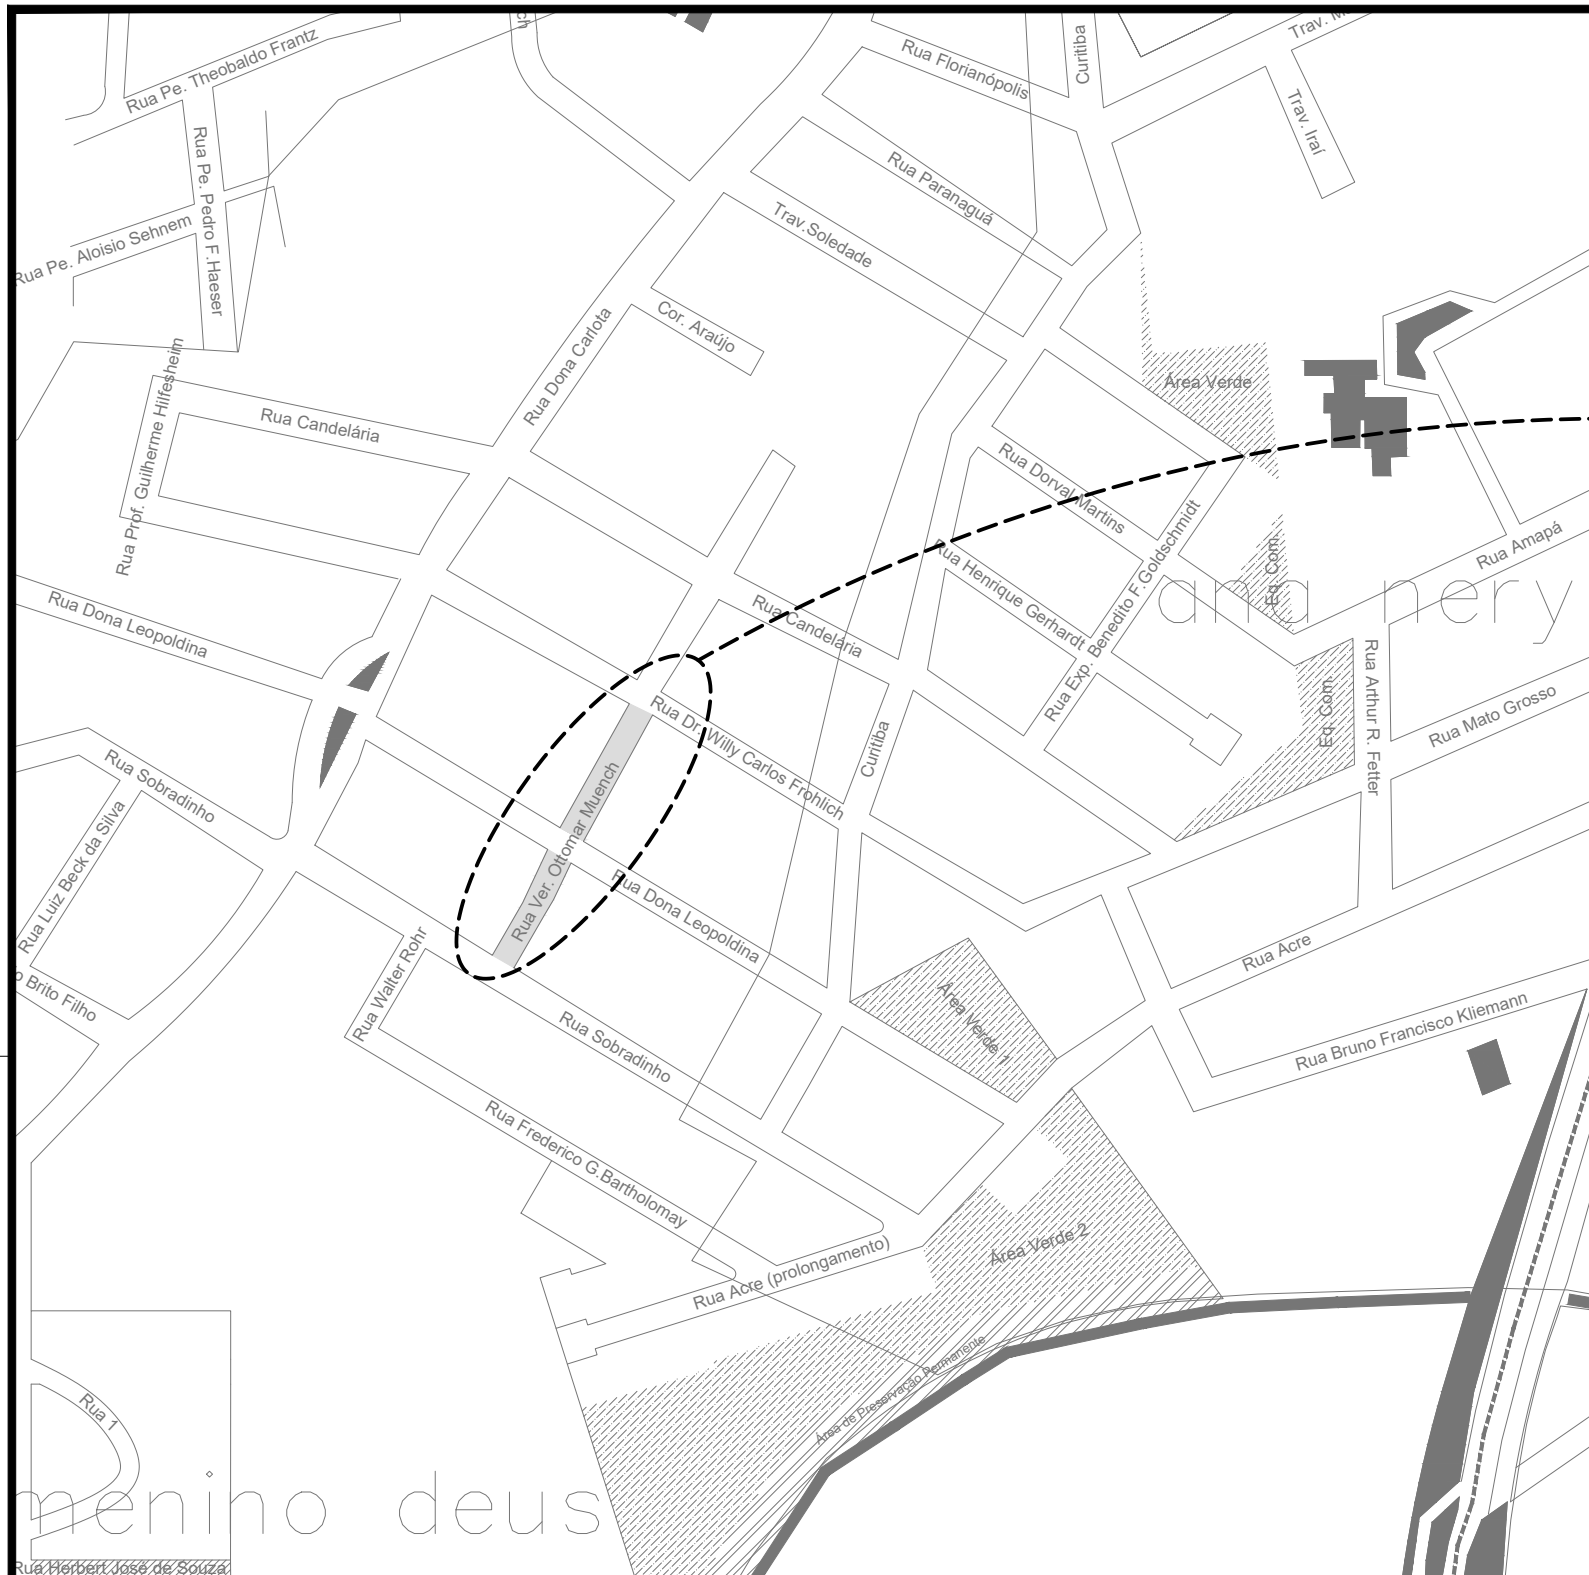 Rua Pe. Theobaldo Frantz
Rua Florianópolis
Curitiba
Trav. Iraí
Rua Pe. Pedro F.Haeser
Rua Paranaguá
Trav.Soledade
Rua Pe. Aloisio Sehnem
Cor. Araújo
Rua Dona Carlota
Área Verde
Rua Prof. Guilherme Hilfesheim
Rua Candelária
Rua Dorval Martins
Rua Exp. Benedito F.Goldschmidt
Rua Amapá
Eq. Com.
Rua Henrique Gerhardt
ana nery
Rua Dona Leopoldina
Rua Candelária
Rua Arthur R. Fetter
Eq. Com.
Rua Mato Grosso
Rua Dr. Willy Carlos Frohlich
Curitiba
Rua Sobradinho
Rua Ver. Ottomar Muench
Rua Luiz Beck da Silva
Rua Dona Leopoldina
Rua Acre
Rua Walter Rohr
Brito Filho
Área Verde 1
Rua Bruno Francisco Kliemann
Rua Sobradinho
Rua Frederico G.Bartholomay
Área Verde 2
Rua Acre (prolongamento)
Área de Preservação Permanente
Rua 1
menino deus
Rua Herbert José de Souza